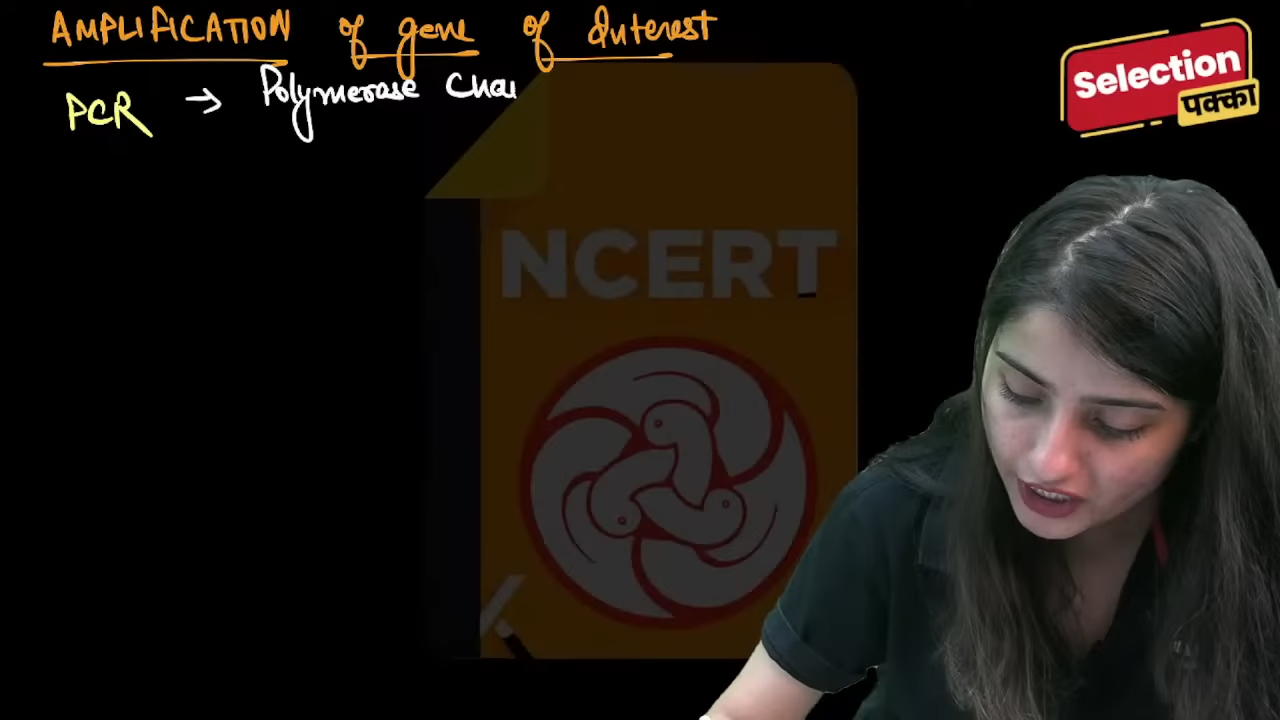 AMPLIFICATION of gene of Interest
PCR → Polymerase Chai
Selection
पक्का
NCERT